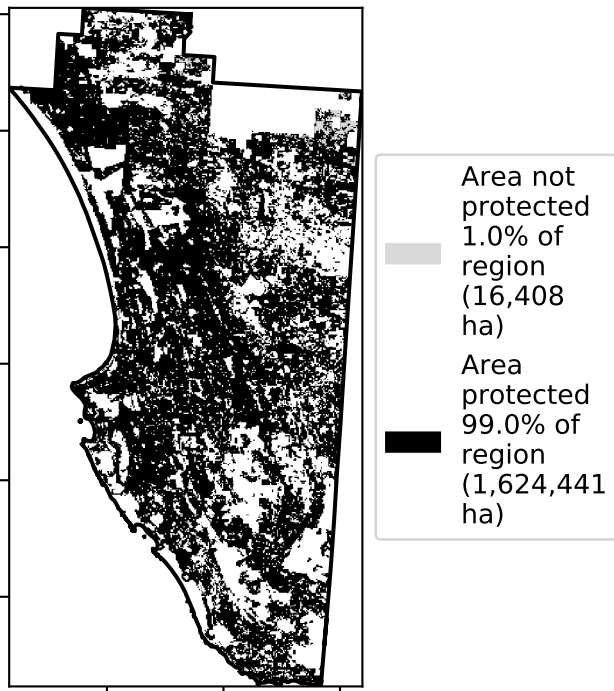 Area not
protected
1.0% of
region
(16,408
ha)
Area
protected
99.0% of
region
(1,624,441
ha)